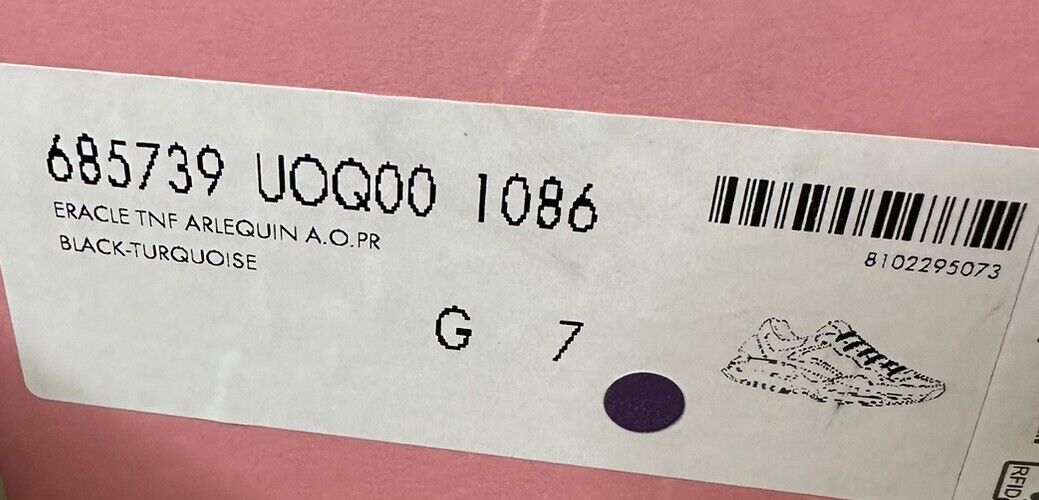 685739 UOQ00 1086
ERACLE TNF ARLEQUIN A.O.PR
BLACK-TURQUOISE
8102295073
G 7
RFID